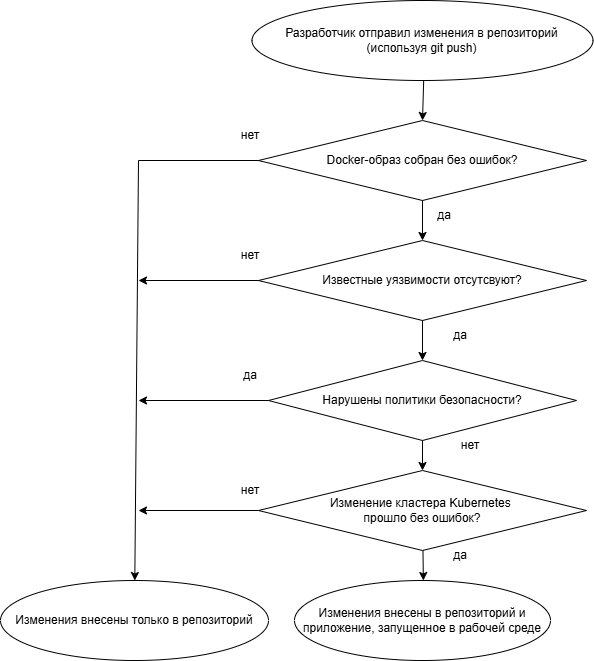 Разработчик отправил изменения в репозиторий
(используя git push)
нет
Docker-образ собран без ошибок?
да
нет
Известные уязвимости отсутсвуют?
да
да
Нарушены политики безопасности?
нет
нет
Изменение кластера Kubernetes
прошло без ошибок?
да
Изменения внесены только в репозиторий
Изменения внесены в репозиторий и
приложение, запущенное в рабочей среде